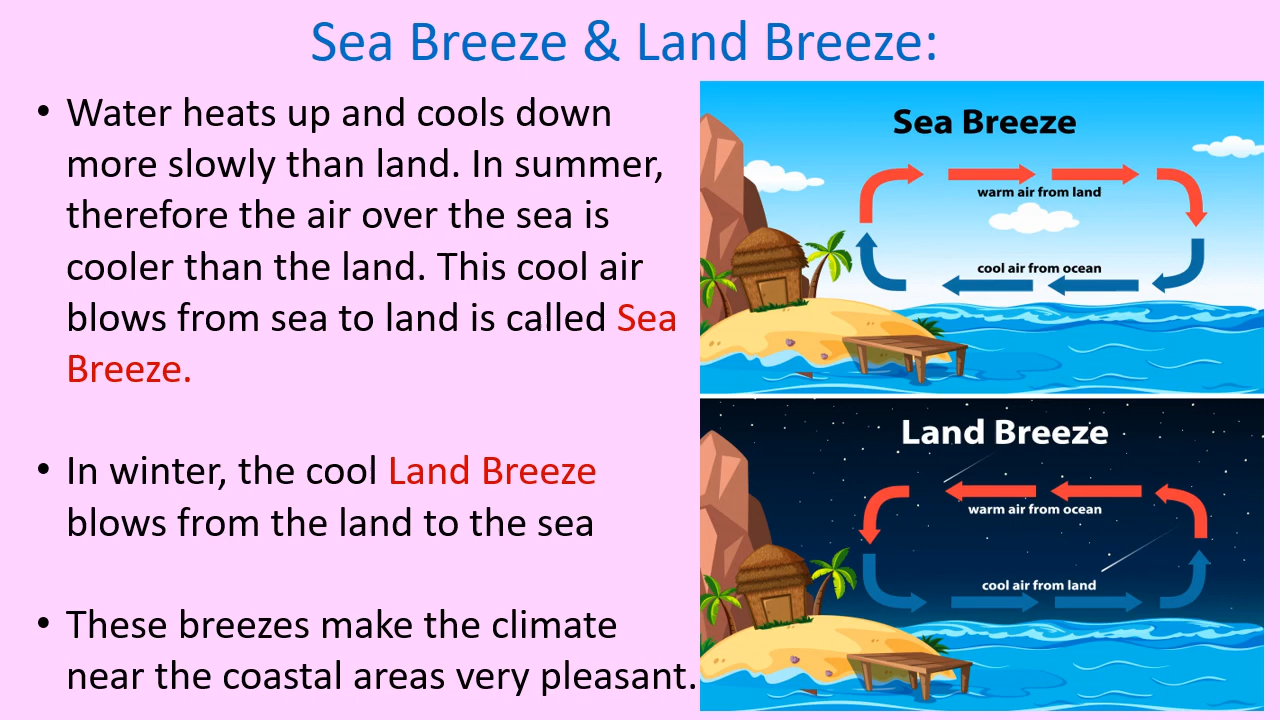 Sea Breeze & Land Breeze:
• Water heats up and cools down
more slowly than land. In summer,
therefore the air over the sea is
cooler than the land. This cool air
blows from sea to land is called Sea
Breeze.
• In winter, the cool Land Breeze
blows from the land to the sea
• These breezes make the climate
near the coastal areas very pleasant.
Sea Breeze
warm air from land
cool air from ocean
Land Breeze
warm air from ocean
cool air from land